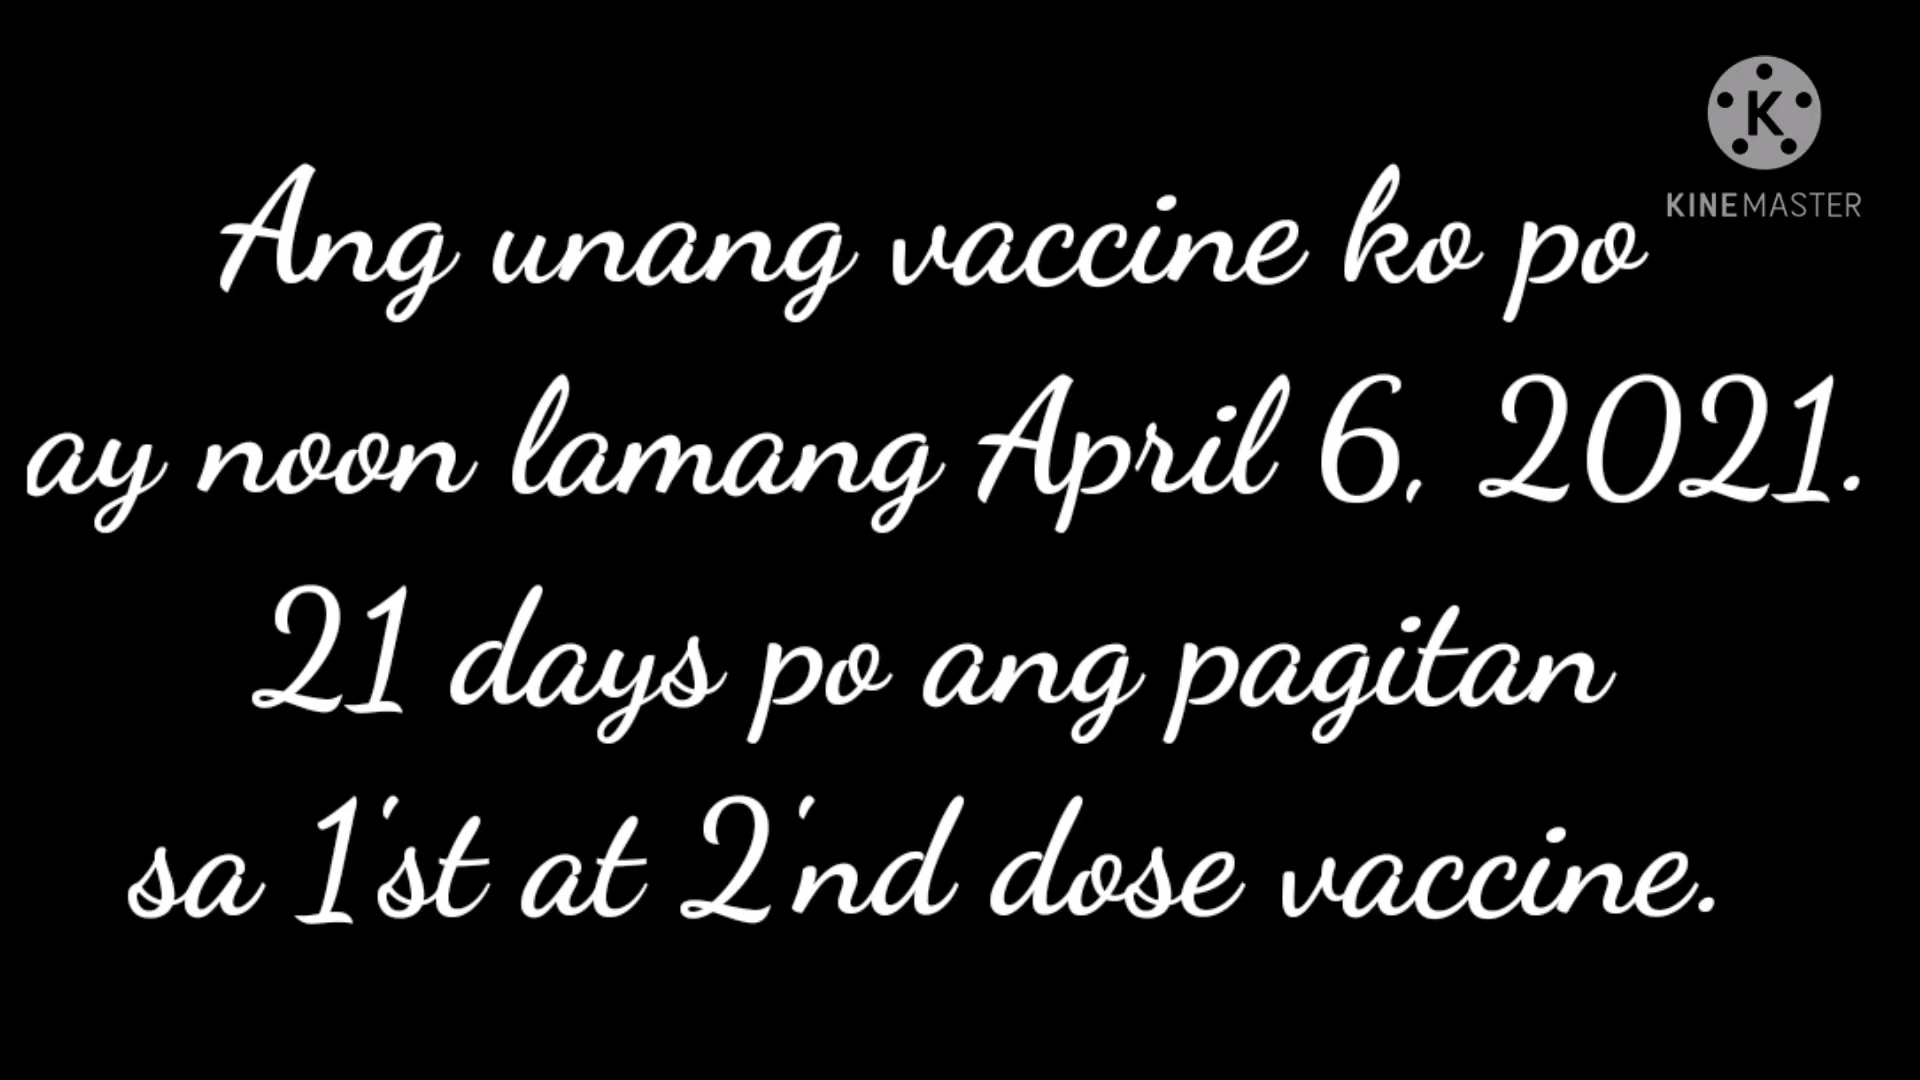 KINEMASTER
Ang unang vaccine ko po
ay noon lamang April 6, 2021.
21 days po ang pagitan
sa 1'st at 2'nd dose vaccine.